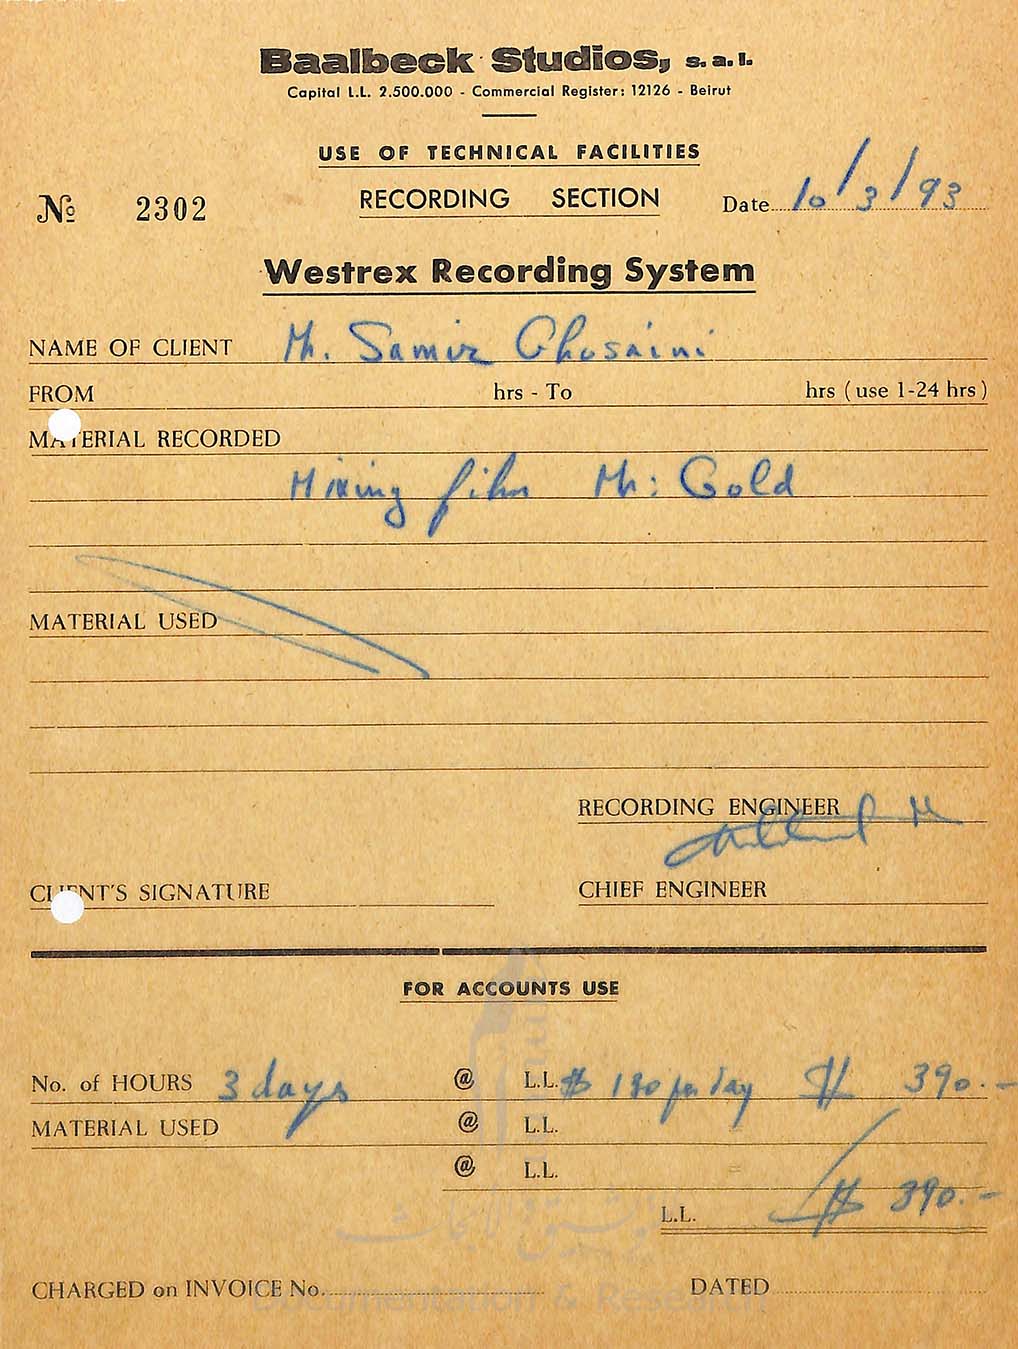 Baalbeck Studios, s.a.l.
Capital L.L. 2.500.000 - Commercial Register: 12126 - Beirut
USE OF TECHNICAL FACILITIES
No 2302 RECORDING SECTION Date 10/3/93
Westrex Recording System
NAME OF CLIENT Mr. Samir Ghosaini
FROM hrs - To hrs (use 1-24 hrs)
MATERIAL RECORDED
Mixing film Mr: Gold
MATERIAL USED
RECORDING ENGINEER
CLIENT'S SIGNATURE CHIEF ENGINEER
FOR ACCOUNTS USE
No. of HOURS 3 days @ L.L. $ 130 per day $ 390.-
MATERIAL USED @ L.L.
@ L.L. =
L.L. $ 390.-
CHARGED on INVOICE No. DATED
Documentation & Research